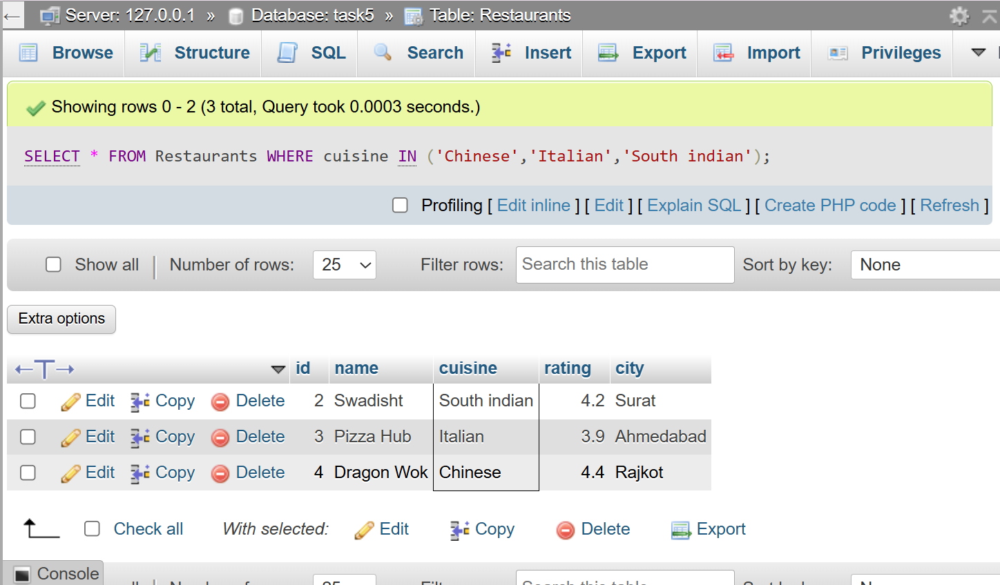 Server: 127.0.0.1 » Database: task5 » Table: Restaurants
Browse Structure SQL Search Insert Export Import Privileges
Showing rows 0 - 2 (3 total, Query took 0.0003 seconds.)
SELECT * FROM Restaurants WHERE cuisine IN ('Chinese','Italian','South indian');
Profiling [ Edit inline ] [ Edit ] [ Explain SQL ] [ Create PHP code ] [ Refresh ]
Show all Number of rows: 25 Filter rows: Search this table Sort by key: None
Extra options
id name cuisine rating city
Edit Copy Delete 2 Swadisht South indian 4.2 Surat
Edit Copy Delete 3 Pizza Hub Italian 3.9 Ahmedabad
Edit Copy Delete 4 Dragon Wok Chinese 4.4 Rajkot
Check all With selected: Edit Copy Delete Export
Console